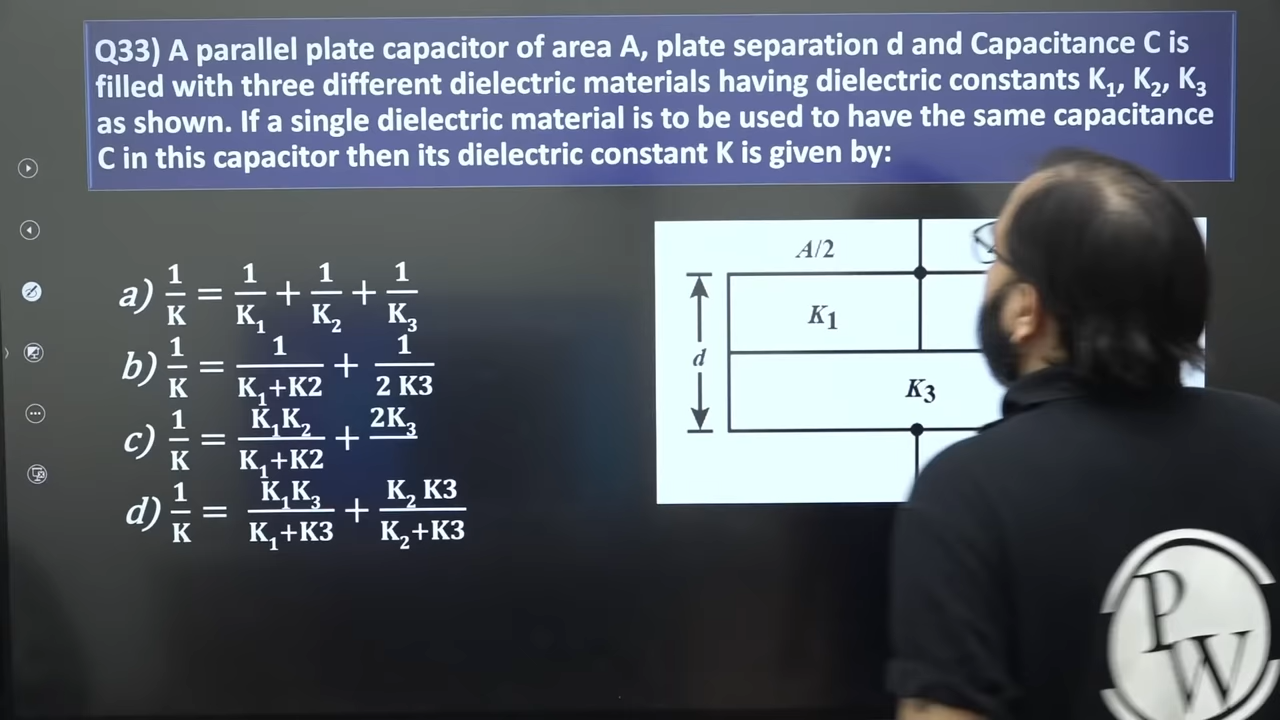 Q33) A parallel plate capacitor of area A, plate separation d and Capacitance C is
filled with three different dielectric materials having dielectric constants K₁, K₂, K₃
as shown. If a single dielectric material is to be used to have the same capacitance
C in this capacitor then its dielectric constant K is given by:
a) 1/K = 1/K₁ + 1/K₂ + 1/K₃
b) 1/K = 1/K₁+K2 + 1/2 K3
c) 1/K = K₁K₂/K₁+K2 + 2K₃
d) 1/K = K₁K₃/K₁+K3 + K₂ K3/K₂+K3
A/2
K₁
d
K₃
PW